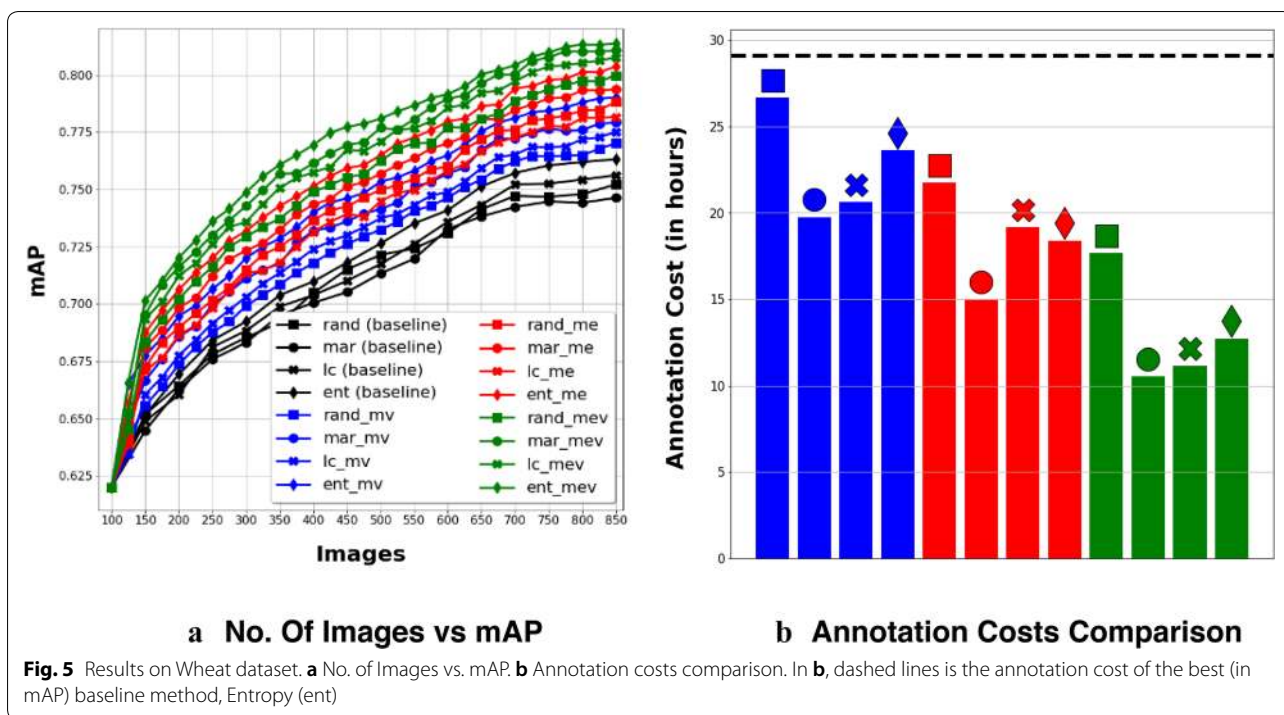 0.800
0.775
0.750
0.725
0.700
0.675
0.650
0.625
mAP
rand (baseline)
mar (baseline)
lc (baseline)
ent (baseline)
rand_mv
mar_mv
lc_mv
ent_mv
rand_me
mar_me
lc_me
ent_me
rand_mev
mar_mev
lc_mev
ent_mev
100 150 200 250 300 350 400 450 500 550 600 650 700 750 800 850
Images
a No. Of Images vs mAP
30
25
20
15
10
5
0
Annotation Cost (in hours)
b Annotation Costs Comparison
Fig. 5 Results on Wheat dataset. a No. of Images vs. mAP. b Annotation costs comparison. In b, dashed lines is the annotation cost of the best (in
mAP) baseline method, Entropy (ent)